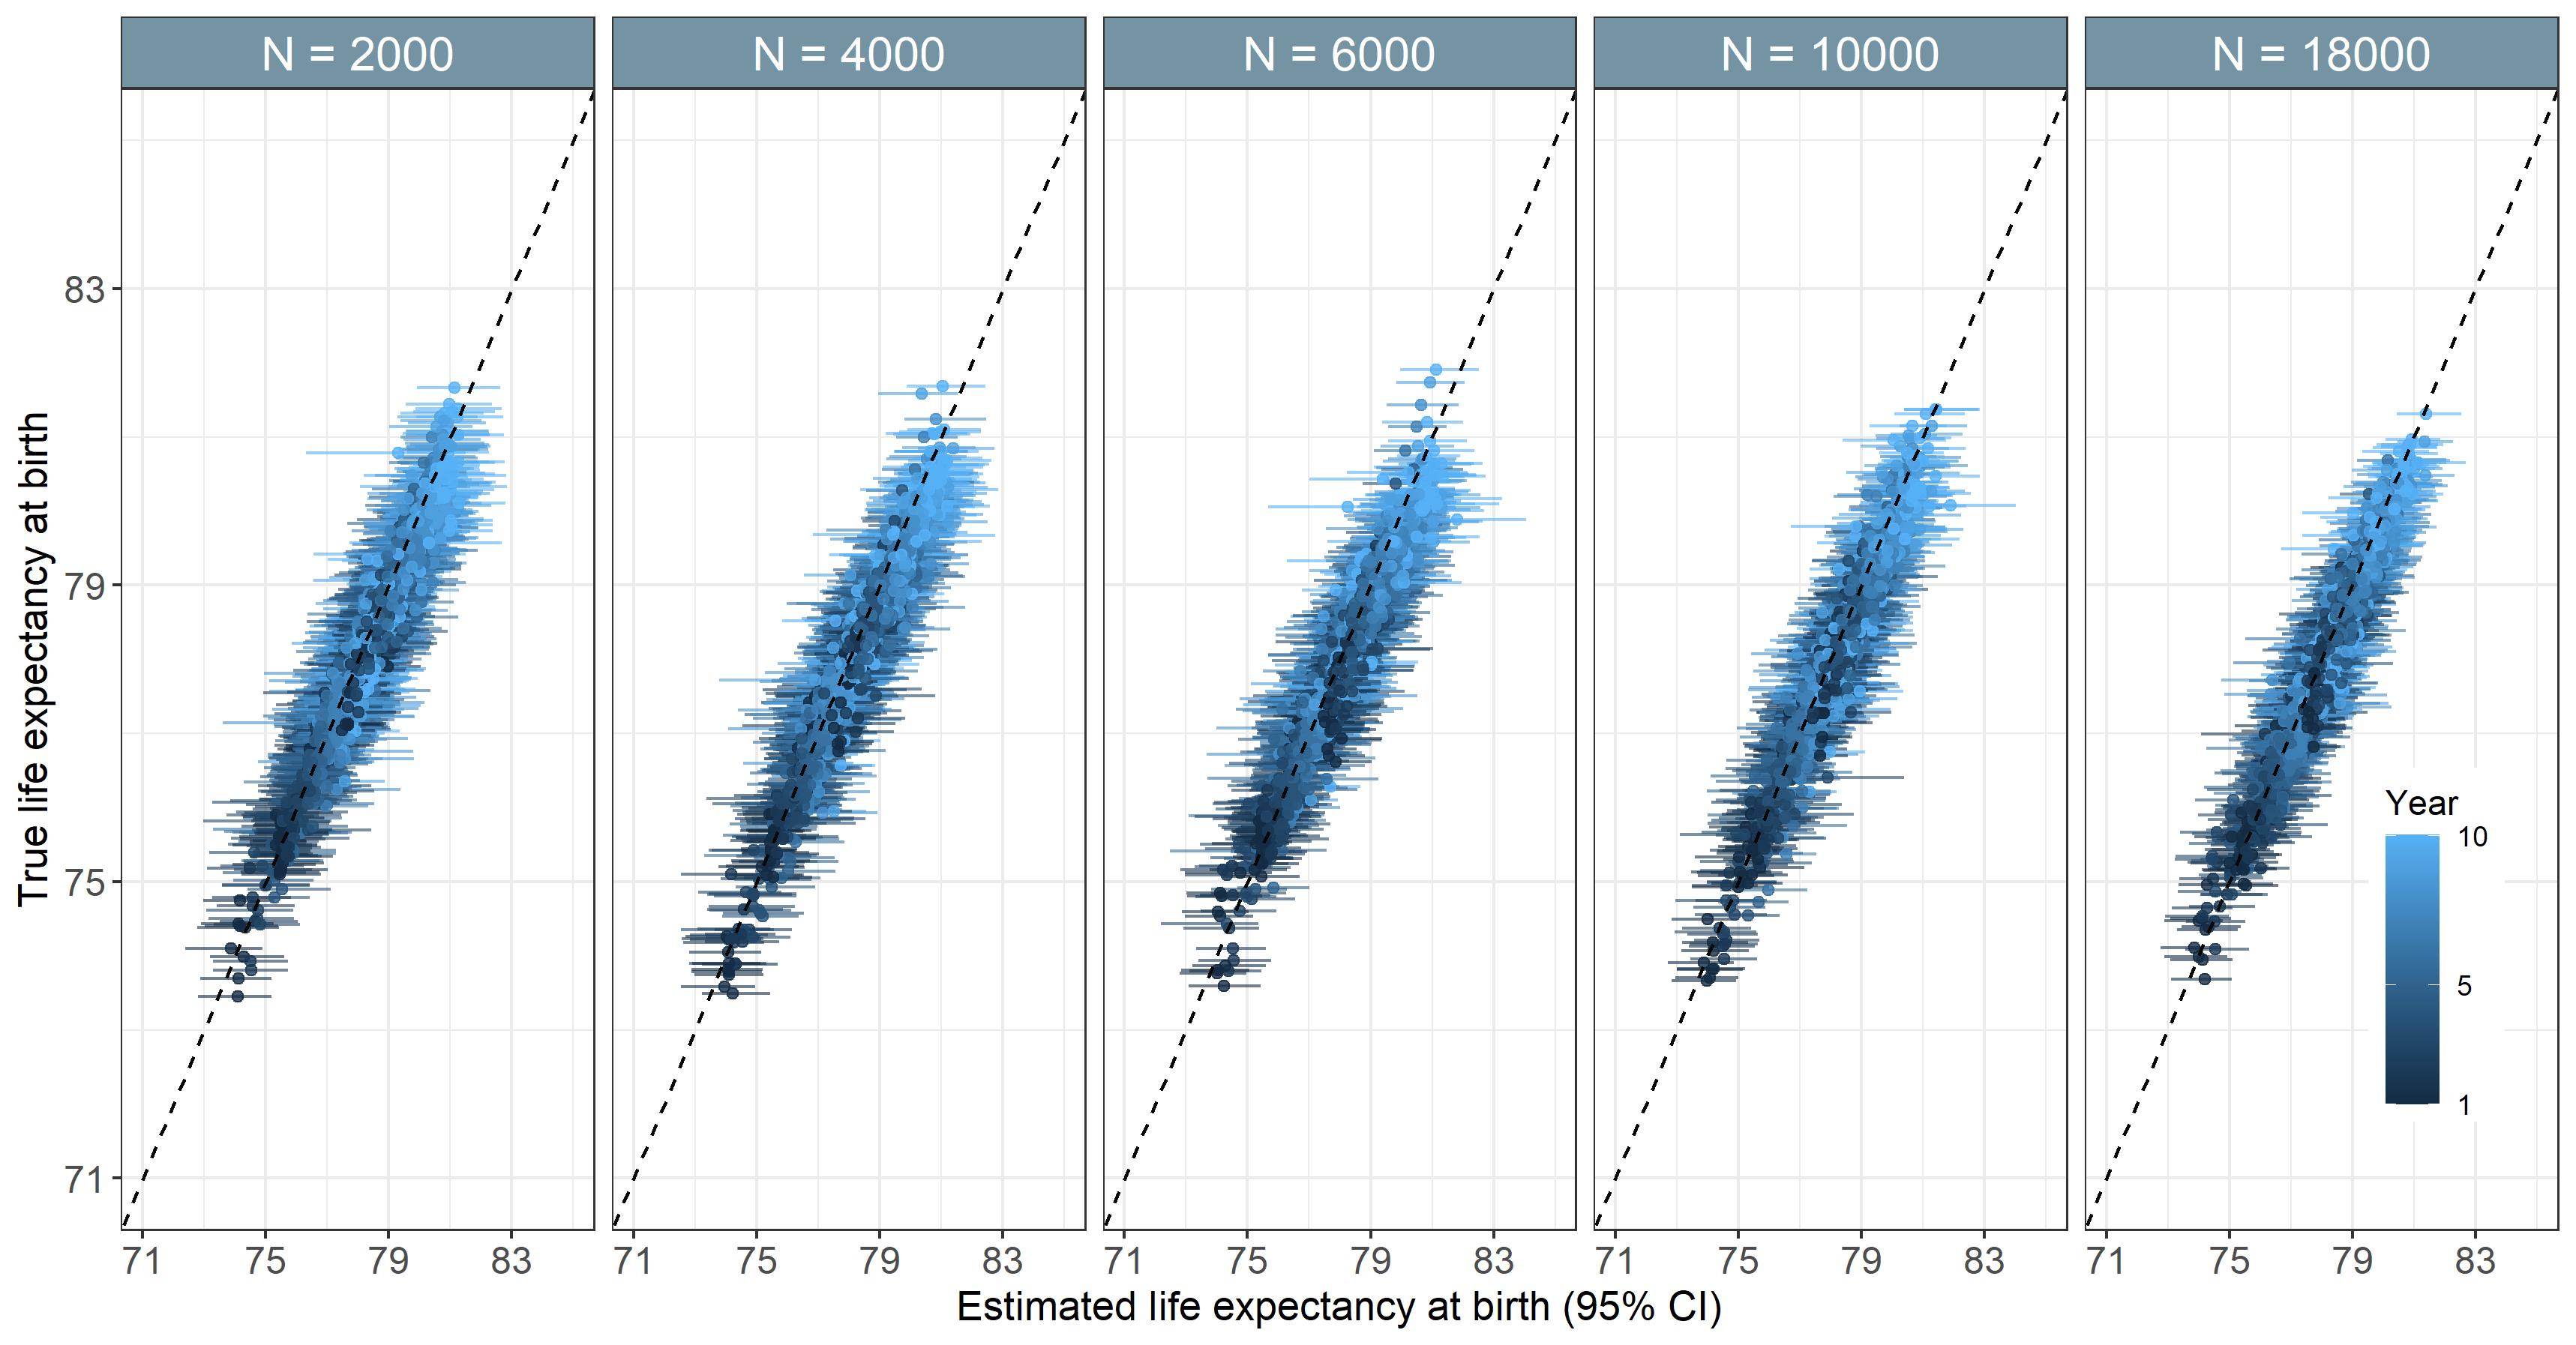 N = 2000
N = 4000
N = 6000
N = 10000
N = 18000
True life expectancy at birth
83
79
75
71
Year
10
5
1
71 75 79 83
71 75 79 83
71 75 79 83
71 75 79 83
71 75 79 83
Estimated life expectancy at birth (95% CI)